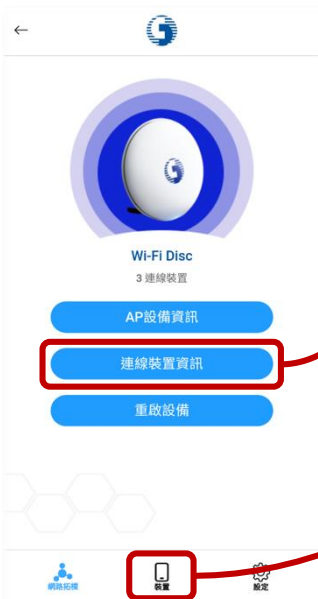 Wi-Fi Disc
3 連線裝置
AP設備資訊
連線裝置資訊
重啟設備
網路拓樸
裝置
設定